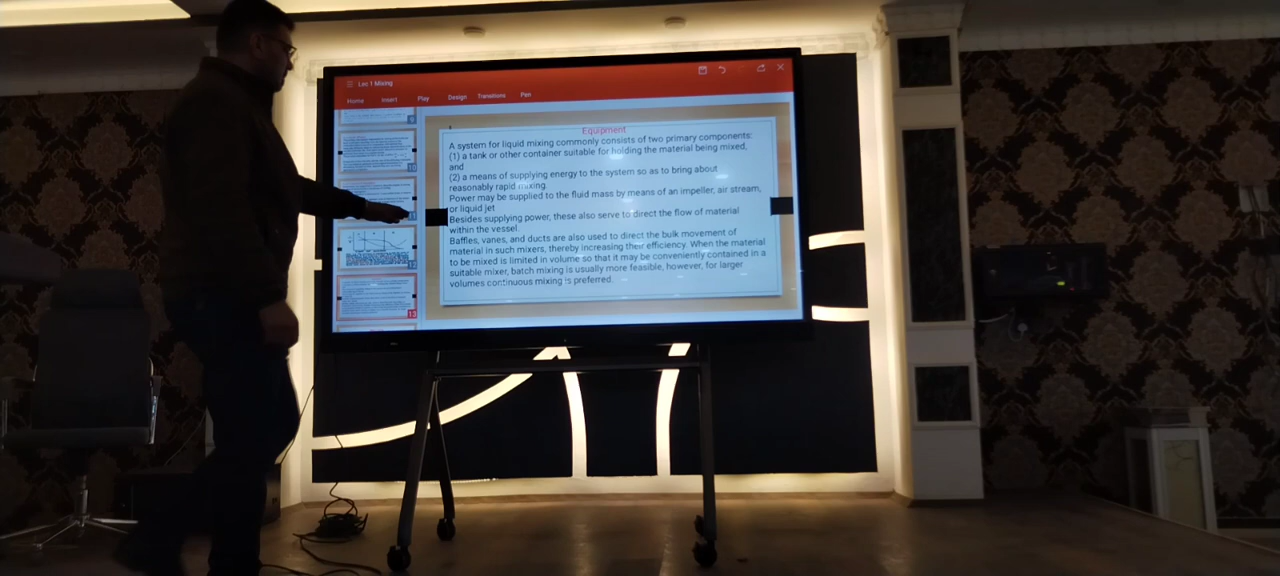 Lec 1 Mixing
Home Insert Play Design Transitions Pen
Equipment
A system for liquid mixing commonly consists of two primary components:
(1) a tank or other container suitable for holding the material being mixed,
and
(2) a means of supplying energy to the system so as to bring about
reasonably rapid mixing
Power may be supplied to the fluid mass by means of an impeller, air stream,
or liquid jet
Besides supplying power, these also serve to direct the flow of material
within the vessel.
Baffles, vanes, and ducts are also used to direct the bulk movement of
material in such mixers, thereby increasing their efficiency. When the material
to be mixed is limited in volume so that it may be conveniently contained in a
suitable mixer, batch mixing is usually more feasible, however, for larger
volumes continuous mixing is preferred.
9
10
12
13